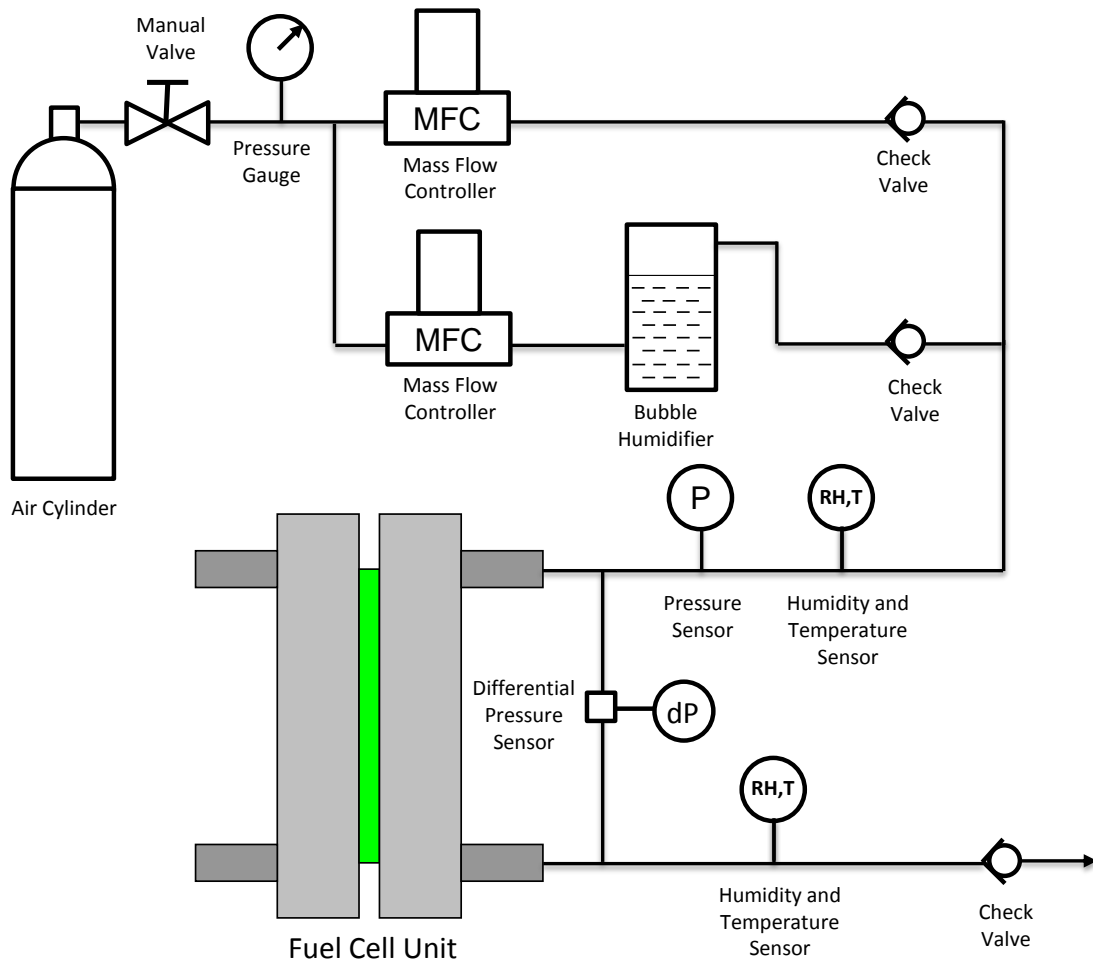 Manual
Valve
MFC
Pressure
Gauge
Mass Flow
Controller
Check
Valve
MFC
Mass Flow
Controller
Bubble
Humidifier
Check
Valve
Air Cylinder
P
RH,T
Pressure
Sensor
Humidity and
Temperature
Sensor
Differential
Pressure
Sensor
dP
RH,T
Humidity and
Temperature
Sensor
Check
Valve
Fuel Cell Unit